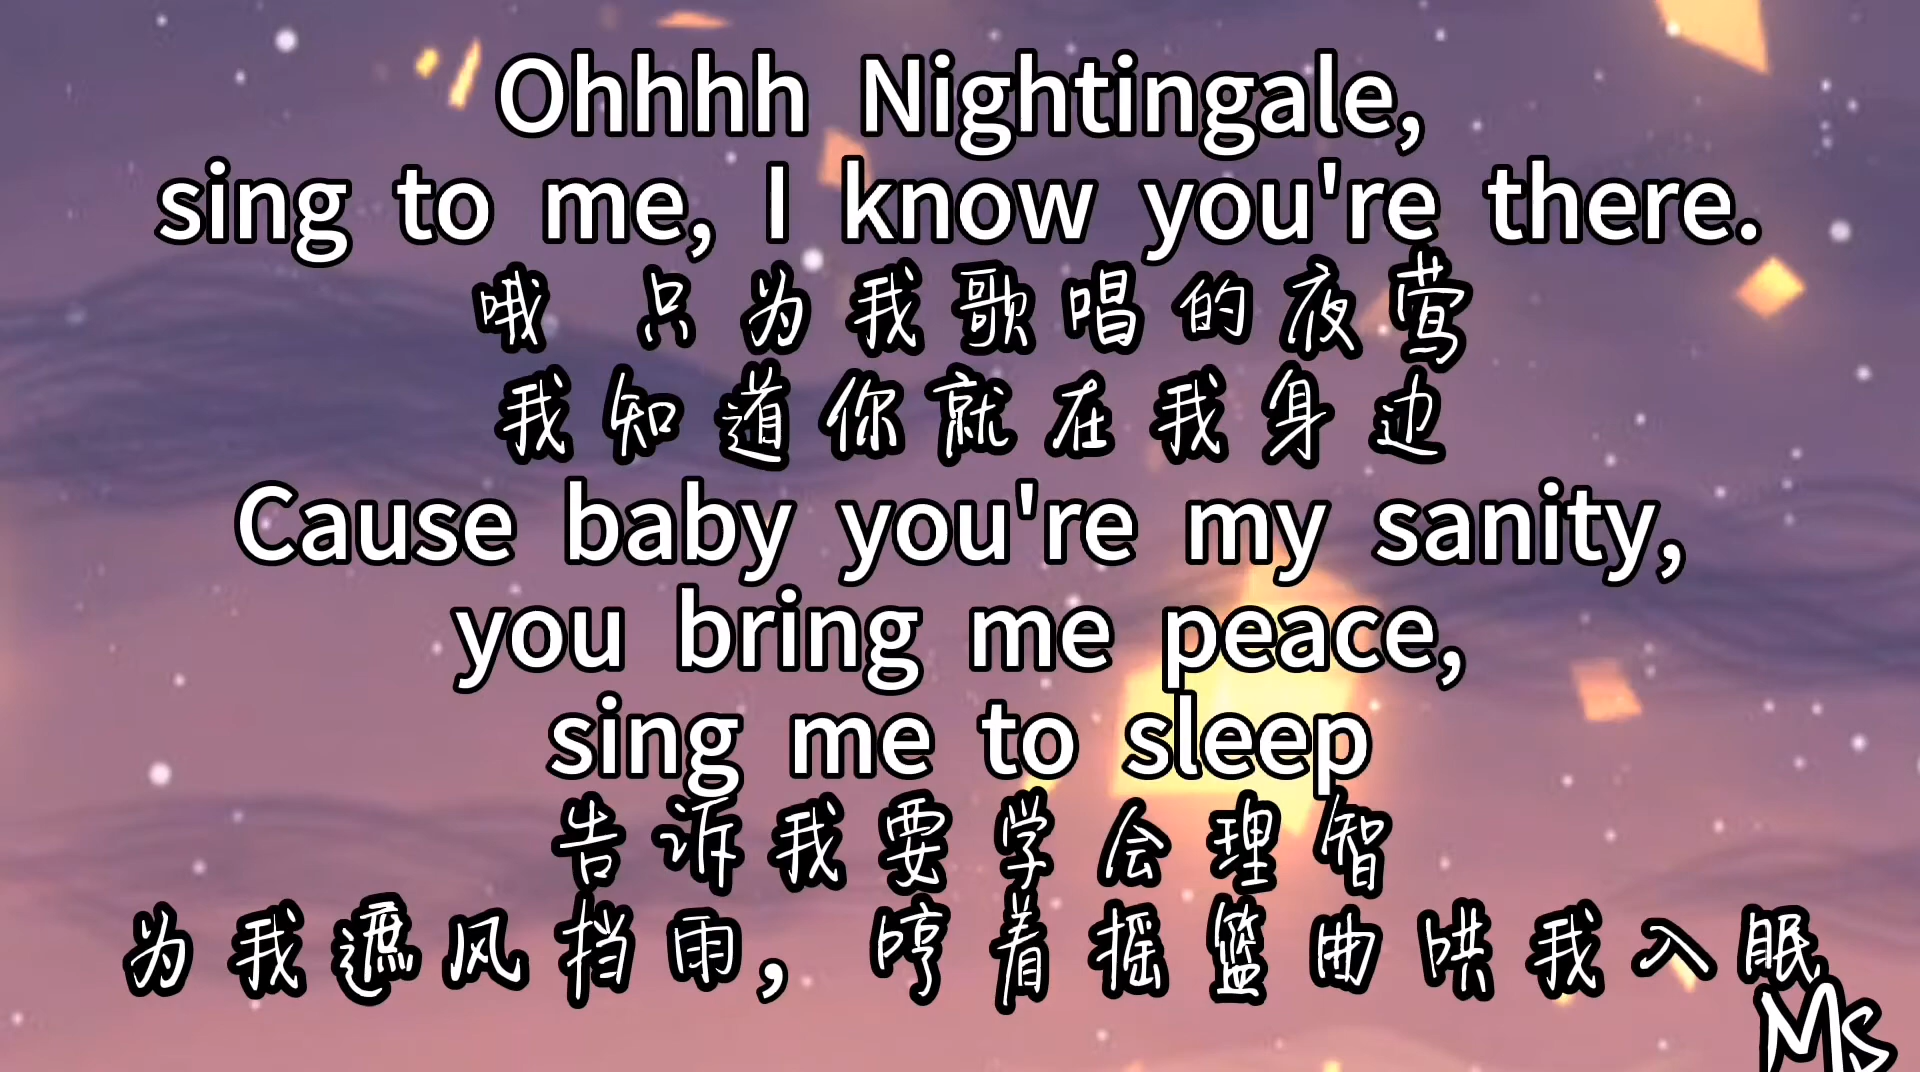 Ohhhh Nightingale,
sing to me, I know you're there.
哦 只为我歌唱的夜莺
我知道你就在我身边
Cause baby you're my sanity,
you bring me peace,
sing me to sleep
告诉我要学会理智
为我遮风挡雨，哼着摇篮曲哄我入眠
Ms